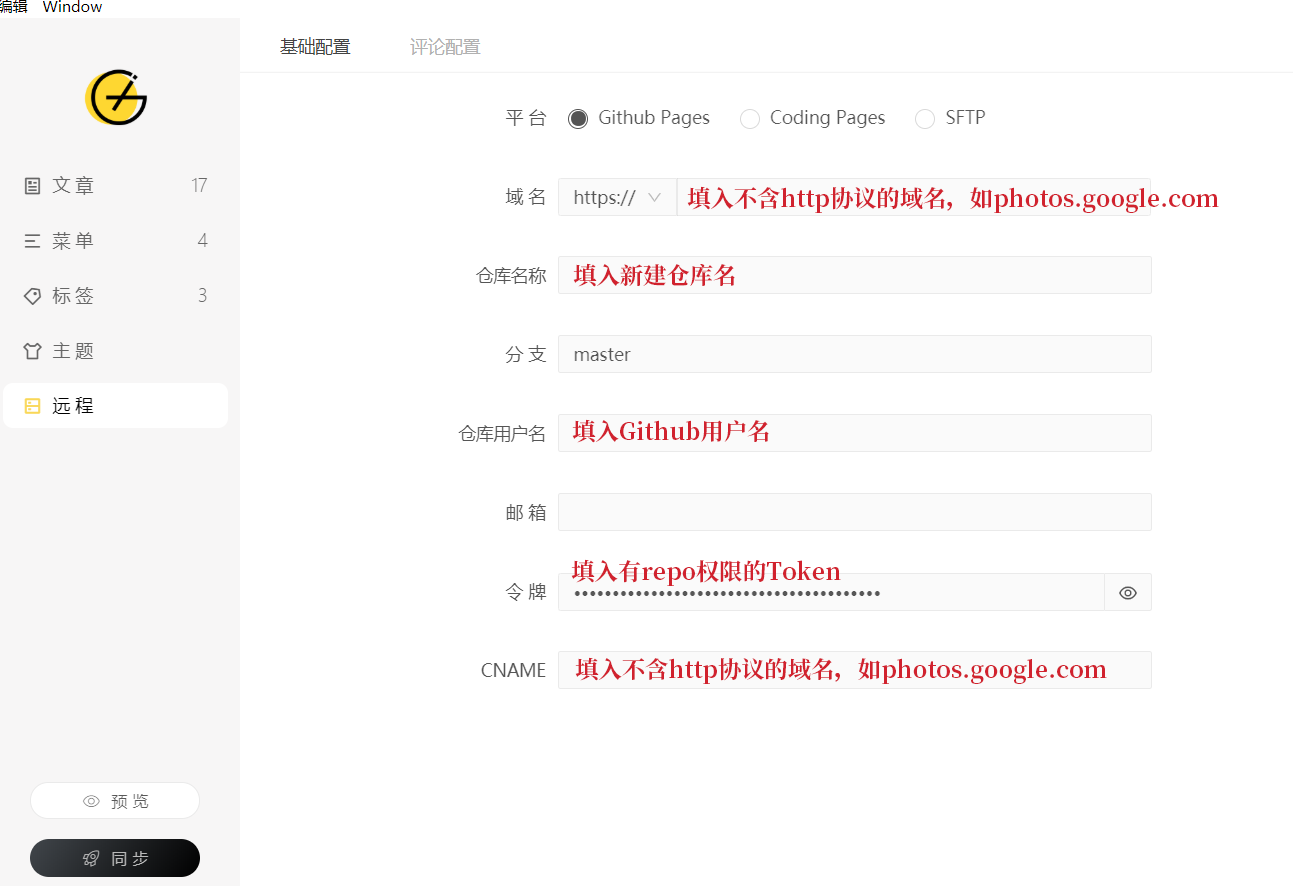 编辑 Window
基础配置 评论配置
平台 Github Pages Coding Pages SFTP
文章 17
域名 https:// 填入不含http协议的域名，如photos.google.com
菜单 4
仓库名称 填入新建仓库名
标签 3
主题
分支 master
远程
仓库用户名 填入Github用户名
邮箱
填入有repo权限的Token
令牌 ••••••••••••••••••••••••••••••••••••••••
CNAME 填入不含http协议的域名，如photos.google.com
预览
同步